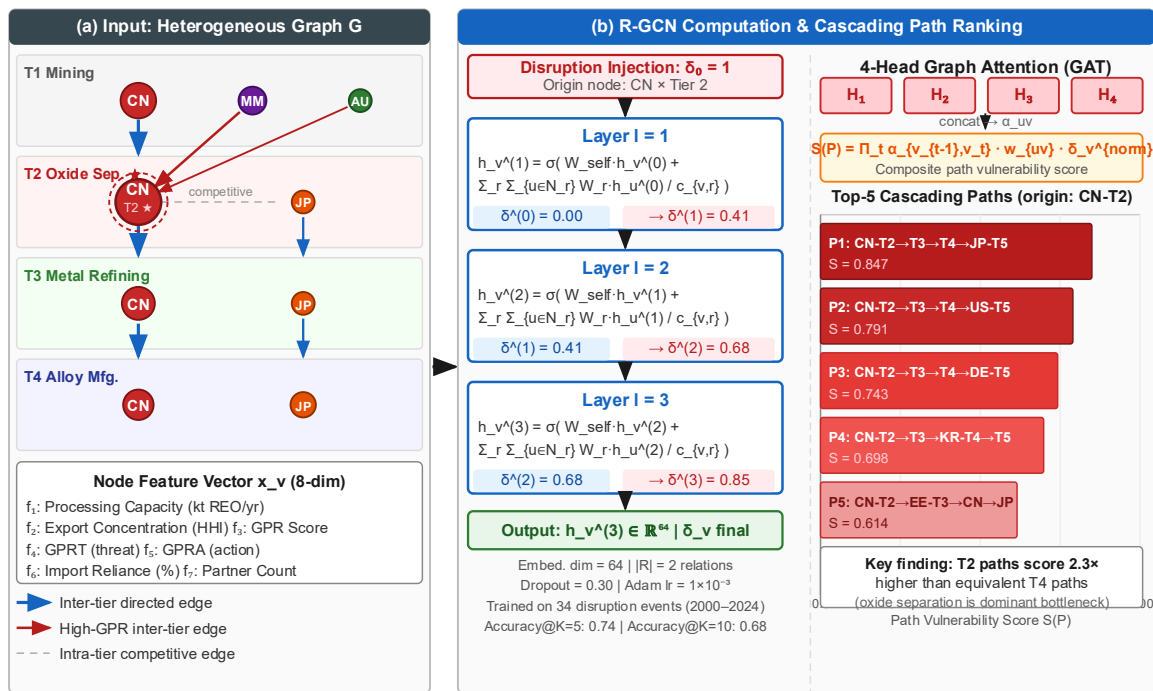 (a) Input: Heterogeneous Graph G
T1 Mining
CN
MM
AU
T2 Oxide Sep.
CN
T2 ★
competitive
JP
T3 Metal Refining
CN
JP
T4 Alloy Mfg.
CN
JP
Node Feature Vector x_v (8-dim)
f₁: Processing Capacity (kt REO/yr)
f₂: Export Concentration (HHI) f₃: GPR Score
f₄: GPRT (threat) f₅: GPRA (action)
f₆: Import Reliance (%) f₇: Partner Count
Inter-tier directed edge
High-GPR inter-tier edge
Intra-tier competitive edge
(b) R-GCN Computation & Cascading Path Ranking
Disruption Injection: δ₀ = 1
Origin node: CN × Tier 2
Layer l = 1
h_v^(1) = σ( W_self·h_v^(0) +
Σ_r Σ_{u∈N_r} W_r·h_u^(0) / c_{v,r} )
δ^(0) = 0.00 → δ^(1) = 0.41
Layer l = 2
h_v^(2) = σ( W_self·h_v^(1) +
Σ_r Σ_{u∈N_r} W_r·h_u^(1) / c_{v,r} )
δ^(1) = 0.41 → δ^(2) = 0.68
Layer l = 3
h_v^(3) = σ( W_self·h_v^(2) +
Σ_r Σ_{u∈N_r} W_r·h_u^(2) / c_{v,r} )
δ^(2) = 0.68 → δ^(3) = 0.85
Output: h_v^(3) ∈ ℝ⁶⁴ | δ_v final
Embed. dim = 64 | |R| = 2 relations
Dropout = 0.30 | Adam lr = 1×10⁻³
Trained on 34 disruption events (2000–2024)
Accuracy@K=5: 0.74 | Accuracy@K=10: 0.68
4-Head Graph Attention (GAT)
H₁ H₂ H₃ H₄
concat → α_uv
S(P) = Π_t α_{v_{t-1},v_t} · w_{uv} · δ_v^{norm}
Composite path vulnerability score
Top-5 Cascading Paths (origin: CN-T2)
P1: CN-T2→T3→T4→JP-T5
S = 0.847
P2: CN-T2→T3→T4→US-T5
S = 0.791
P3: CN-T2→T3→T4→DE-T5
S = 0.743
P4: CN-T2→T3→KR-T4→T5
S = 0.698
P5: CN-T2→EE-T3→CN→JP
S = 0.614
Key finding: T2 paths score 2.3×
higher than equivalent T4 paths
(oxide separation is dominant bottleneck)
Path Vulnerability Score S(P)